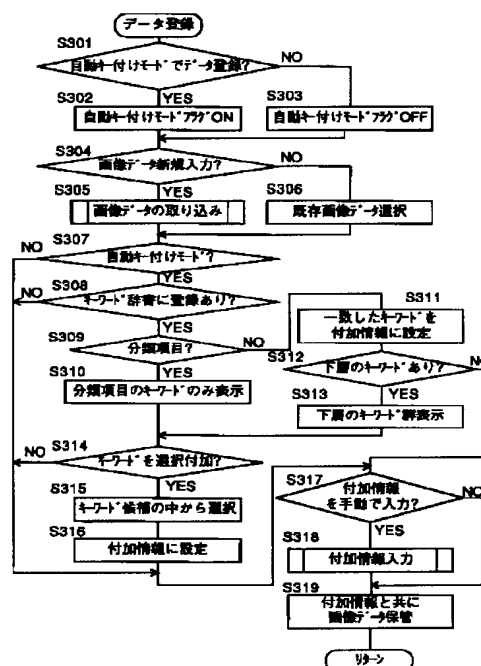 データ登録
S301
自動キー付けモードでデータ登録?
NO
YES
S302
自動キー付けモードフラグON
S303
自動キー付けモードフラグOFF
S304
画像データ新規入力?
NO
YES
S305
画像データの取り込み
S306
既存画像データ選択
S307
自動キー付けモード?
NO
YES
S308
キーワード辞書に登録あり?
NO
YES
S309
分類項目?
NO
YES
S310
分類項目のキーワードのみ表示
S311
一致したキーワードを
付加情報に設定
S312
下層のキーワードあり?
NO
YES
S313
下層のキーワード群表示
S314
キーワードを選択付加?
NO
YES
S315
キーワード候補の中から選択
S316
付加情報に設定
S317
付加情報
を手動で入力?
NO
YES
S318
付加情報入力
S319
付加情報と共に
画像データ保管
リターン